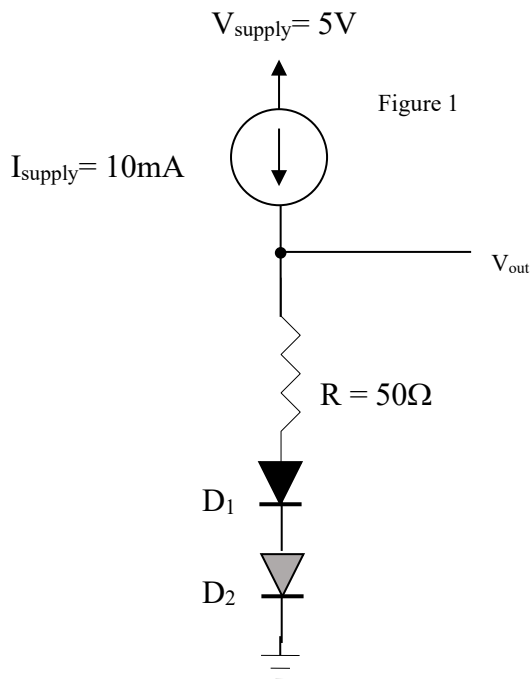 Vsupply= 5V
Figure 1
Isupply= 10mA
Vout
R = 50Ω
D1
D2